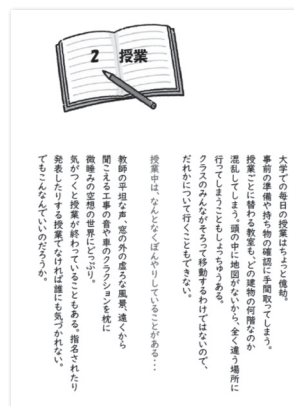 2 授業
大学での毎日の授業はちょっと億劫。
事前の準備や持ち物の確認に手間取ってしまう。
授業ごとに替わる教室も、どの建物の何階なのか
混乱してしまう。頭の中に地図がないから、全く違う場所に
行ってしまうこともしょっちゅうある。
クラスのみんながそろって移動するわけではないので、
だれかについて行くこともできない。
授業中は、なんとなくぼんやりしていることがある・・・
教師の平坦な声、窓の外の虚ろな風景、遠くから
聞こえる工事の音や車のクラクションを枕に
微睡みの空想の世界にどっぷり。
気がつくと授業が終わっていることもある。指名されたり
発表したりする授業でなければ誰にも気づかれない。
でもこんなんでいいのだろうか。